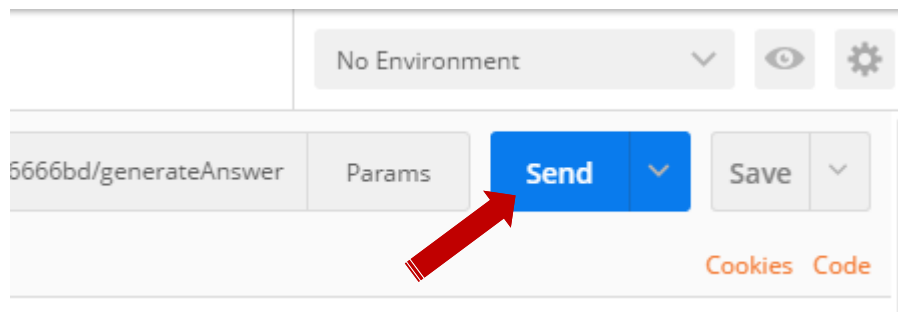 No Environment
6666bd/generateAnswer Params Send Save
Cookies Code